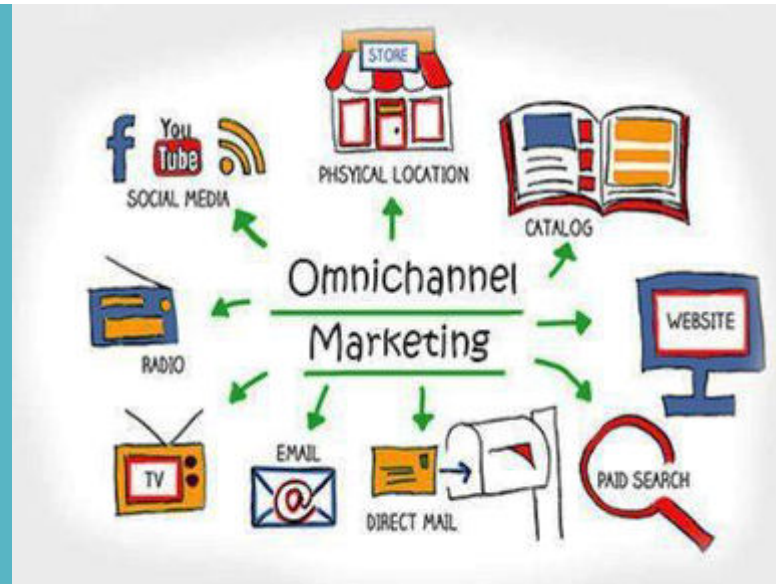 STORE
You
Tube
SOCIAL MEDIA
PHSYICAL LOCATION
CATALOG
Omnichannel
Marketing
RADIO
WEBSITE
TV
EMAIL
@
DIRECT MAIL
PAID SEARCH